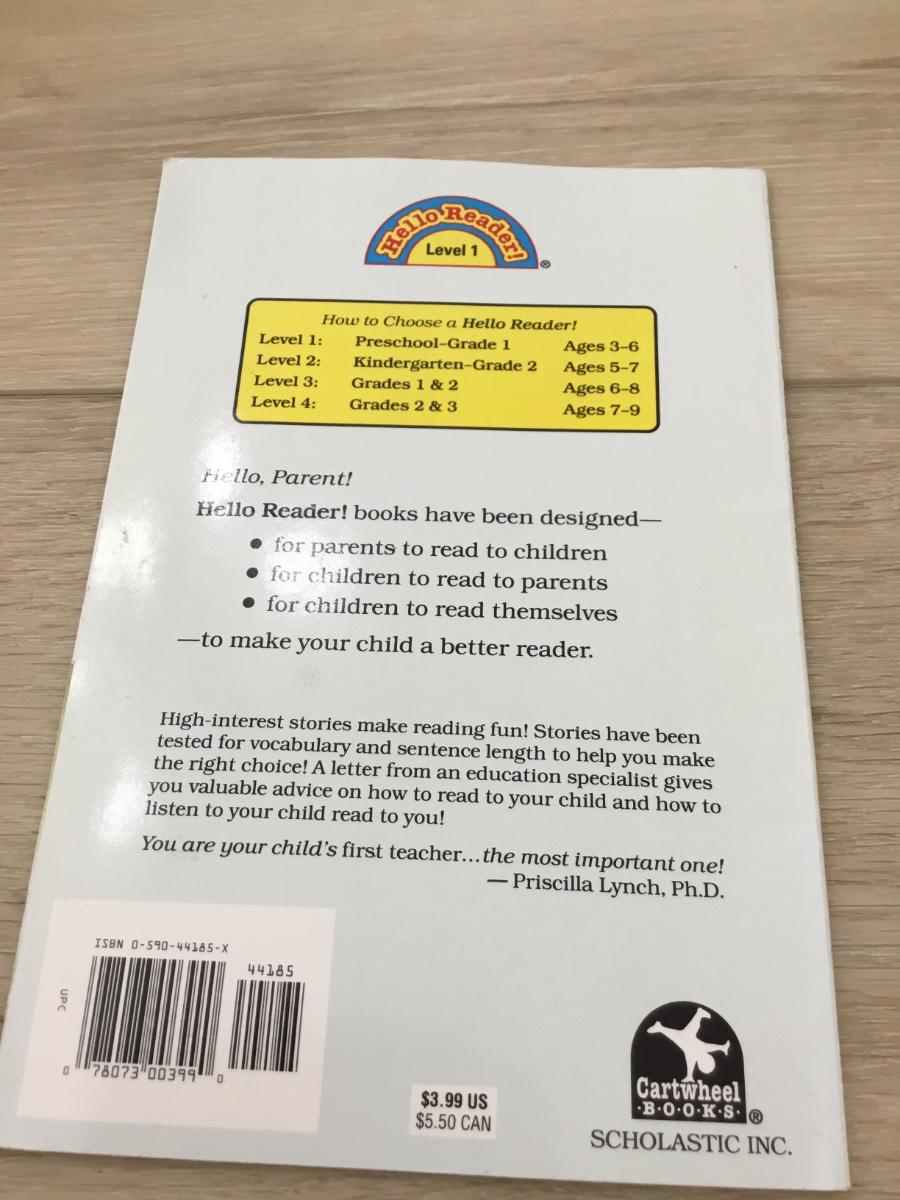 Hello Reader!
Level 1
®
How to Choose a Hello Reader!
Level 1: Preschool–Grade 1 Ages 3–6
Level 2: Kindergarten–Grade 2 Ages 5–7
Level 3: Grades 1 & 2 Ages 6–8
Level 4: Grades 2 & 3 Ages 7–9
Hello, Parent!
Hello Reader! books have been designed—
• for parents to read to children
• for children to read to parents
• for children to read themselves
—to make your child a better reader.
High-interest stories make reading fun! Stories have been
tested for vocabulary and sentence length to help you make
the right choice! A letter from an education specialist gives
you valuable advice on how to read to your child and how to
listen to your child read to you!
You are your child's first teacher...the most important one!
— Priscilla Lynch, Ph.D.
ISBN 0-590-44185-X
44185
UPC
0 78073 00399 0
$3.99 US
$5.50 CAN
Cartwheel
·B·O·O·K·S· ®
SCHOLASTIC INC.